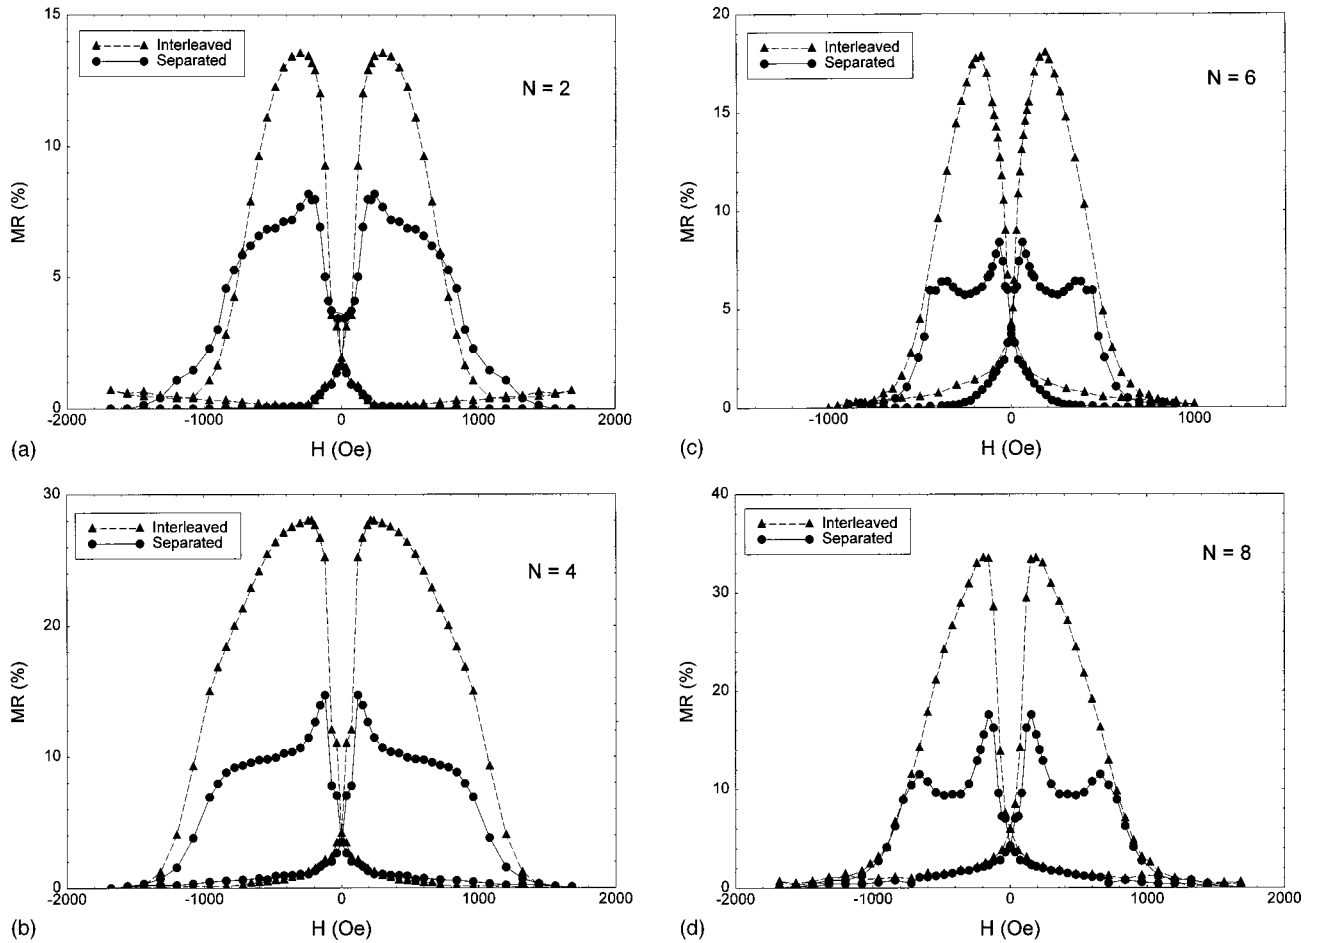 15
10
5
0
MR (%)
Interleaved
Separated
N = 2
-2000
-1000
0
1000
2000
(a)
H (Oe)
20
15
10
5
0
MR (%)
Interleaved
Separated
N = 6
-1000
0
1000
(c)
H (Oe)
30
20
10
0
MR (%)
Interleaved
Separated
N = 4
-2000
-1000
0
1000
2000
(b)
H (Oe)
40
30
20
10
0
MR (%)
Interleaved
Separated
N = 8
-2000
-1000
0
1000
2000
(d)
H (Oe)